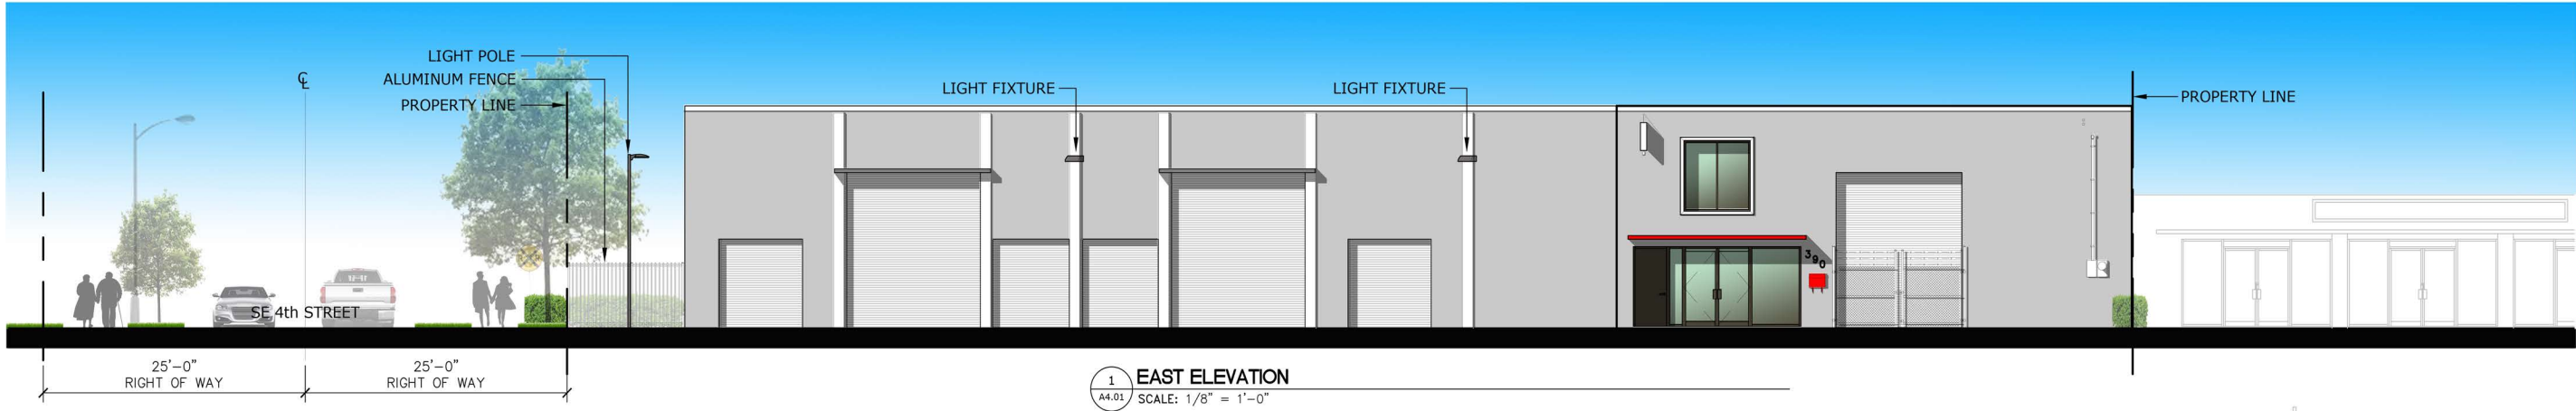 LIGHT POLE
ALUMINUM FENCE
PROPERTY LINE
℄
LIGHT FIXTURE
LIGHT FIXTURE
PROPERTY LINE
390
SE 4th STREET
25'-0"
RIGHT OF WAY
25'-0"
RIGHT OF WAY
1
A4.01
EAST ELEVATION
SCALE: 1/8" = 1'-0"